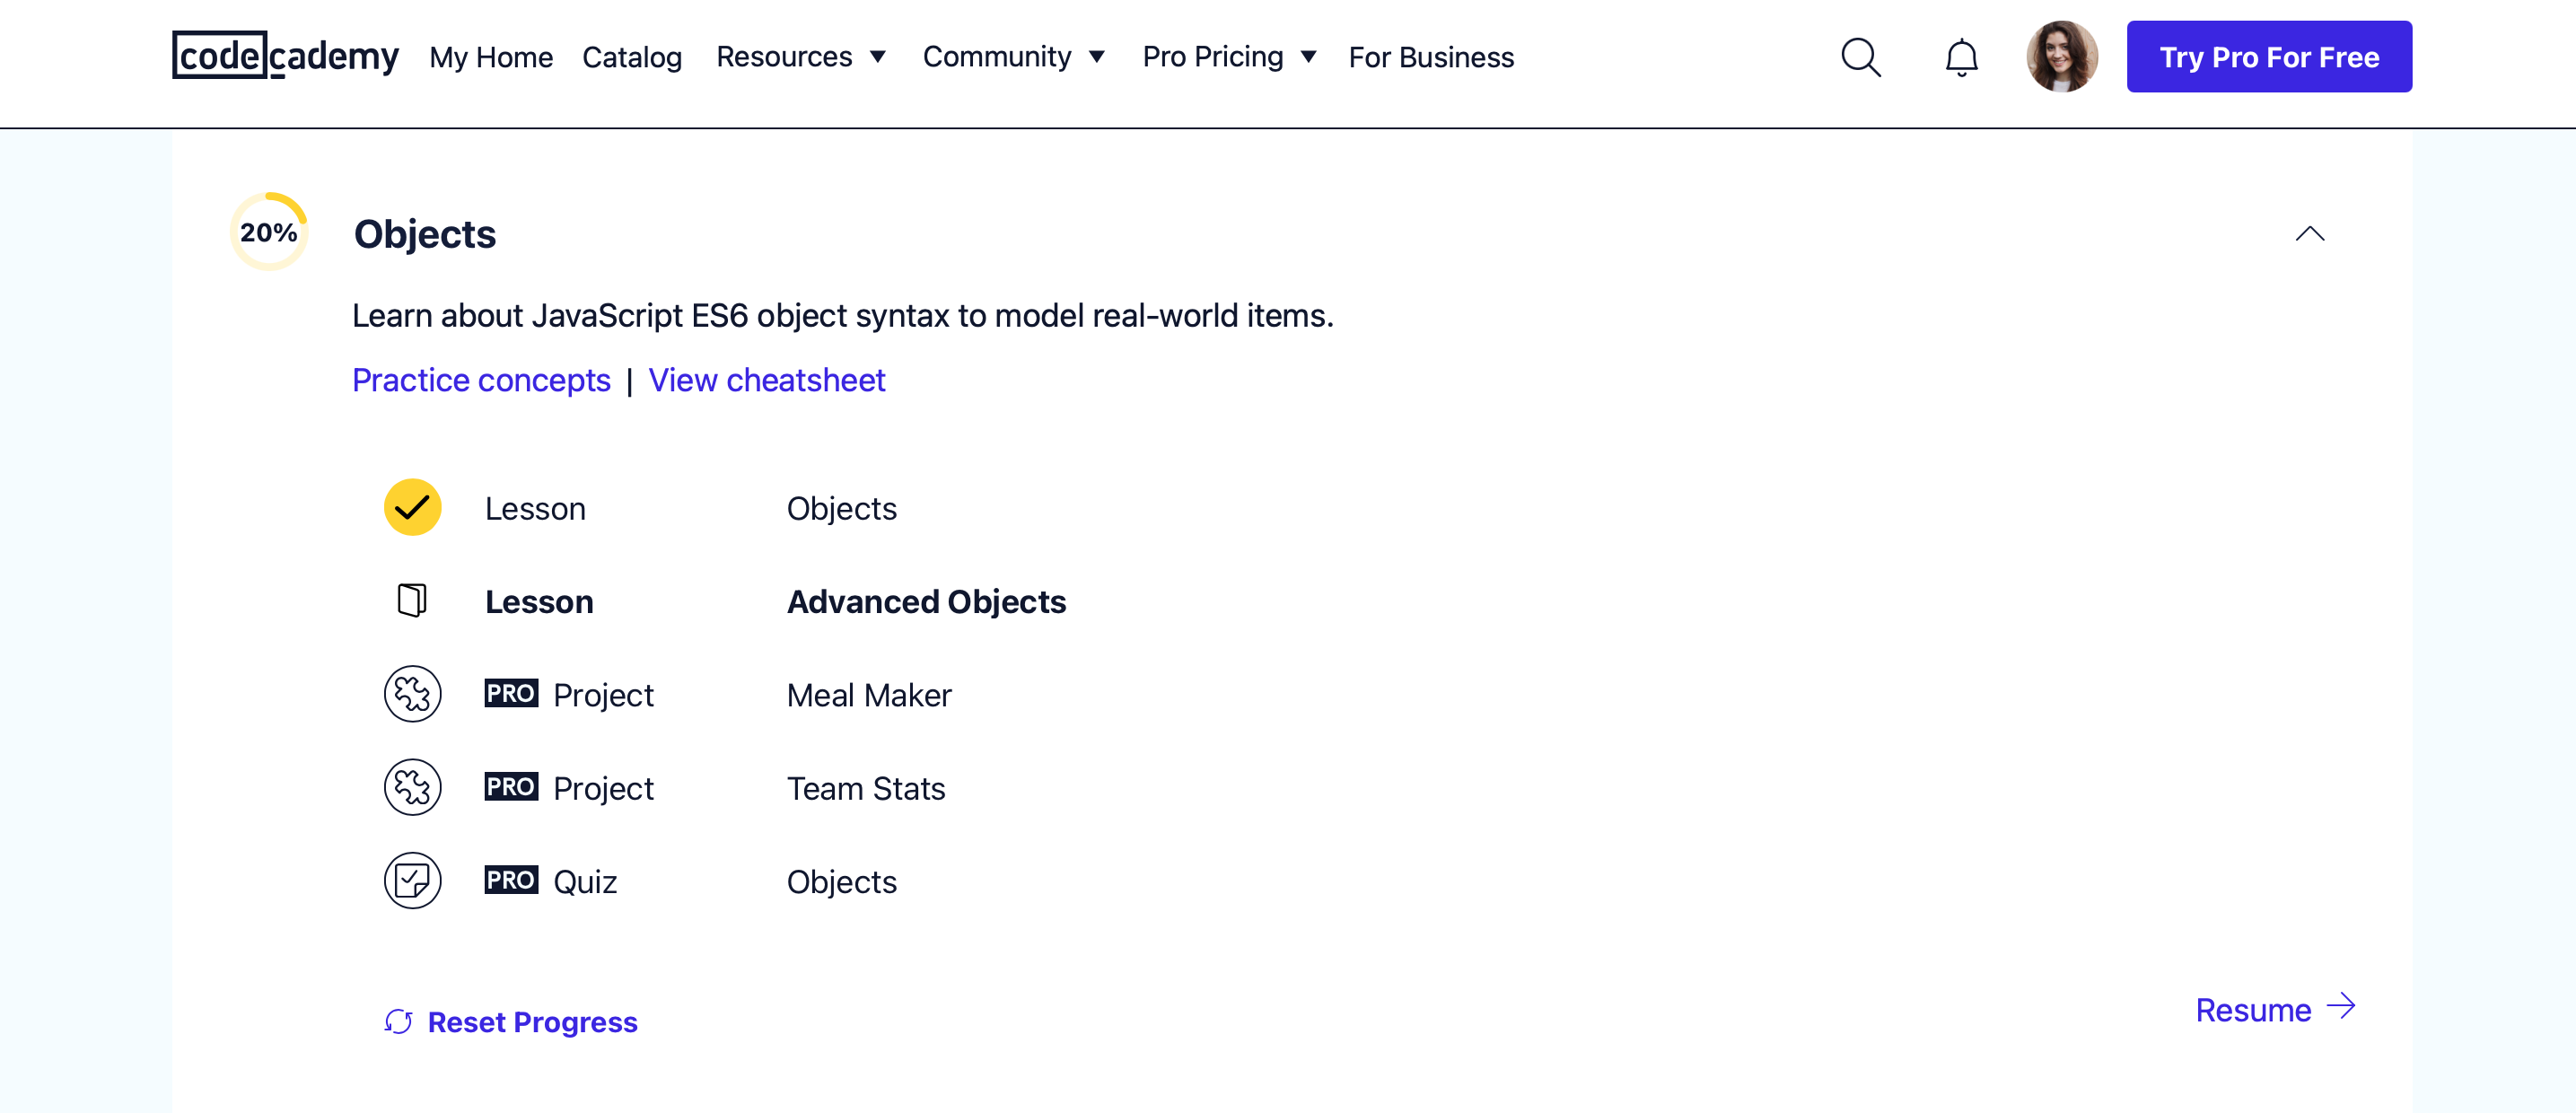 codecademy My Home Catalog Resources Community Pro Pricing For Business Try Pro For Free
20% Objects
Learn about JavaScript ES6 object syntax to model real-world items.
Practice concepts | View cheatsheet
Lesson Objects
Lesson Advanced Objects
PRO Project Meal Maker
PRO Project Team Stats
PRO Quiz Objects
Reset Progress Resume